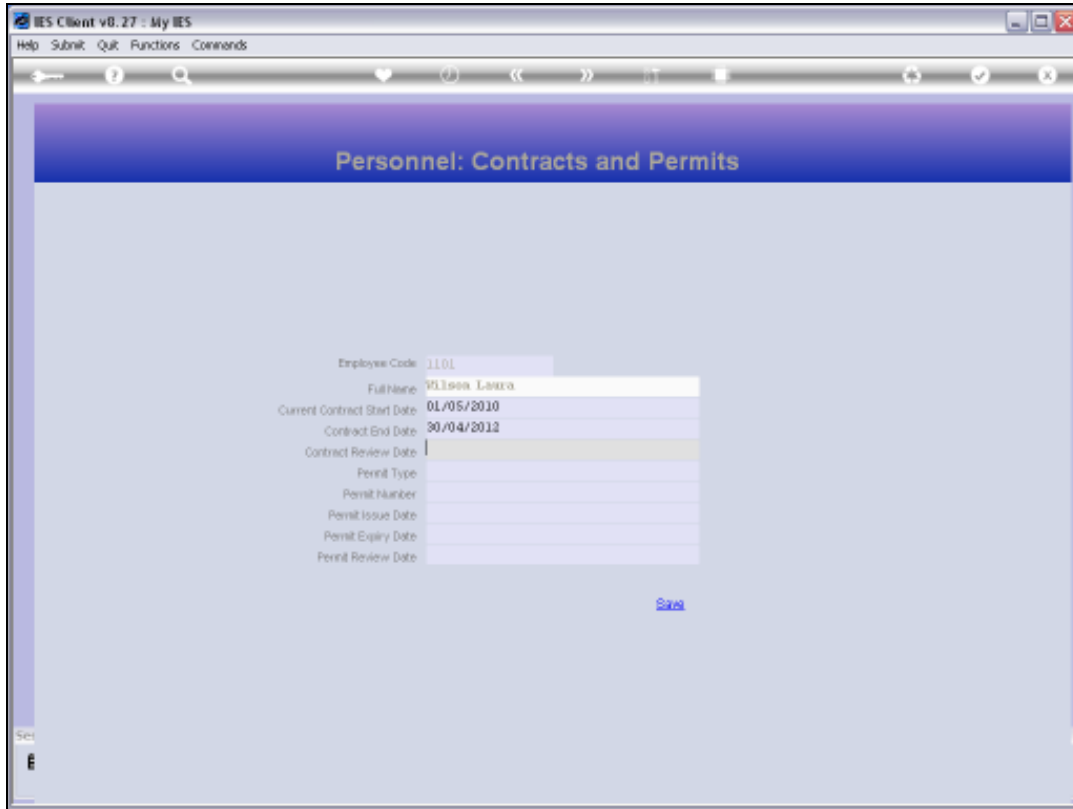 IES Client v8.27 : My IES
Help Submit Quit Functions Commands
Personnel: Contracts and Permits
Employee Code 1101
Full Name Wilson Laura
Current Contract Start Date 01/05/2010
Contract End Date 30/04/2012
Contract Review Date
Permit Type
Permit Number
Permit Issue Date
Permit Expiry Date
Permit Review Date
Save